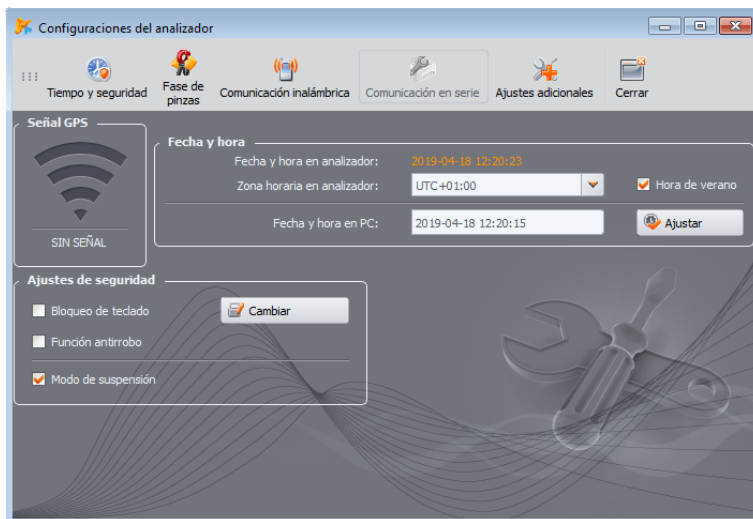 Configuraciones del analizador
Tiempo y seguridad
Fase de
pinzas
Comunicación inalámbrica
Comunicación en serie
Ajustes adicionales
Cerrar
Señal GPS
SIN SEÑAL
Fecha y hora
Fecha y hora en analizador: 2019-04-18 12:20:23
Zona horaria en analizador: UTC+01:00 Hora de verano
Fecha y hora en PC: 2019-04-18 12:20:15 Ajustar
Ajustes de seguridad
Bloqueo de teclado Cambiar
Función antirrobo
Modo de suspensión